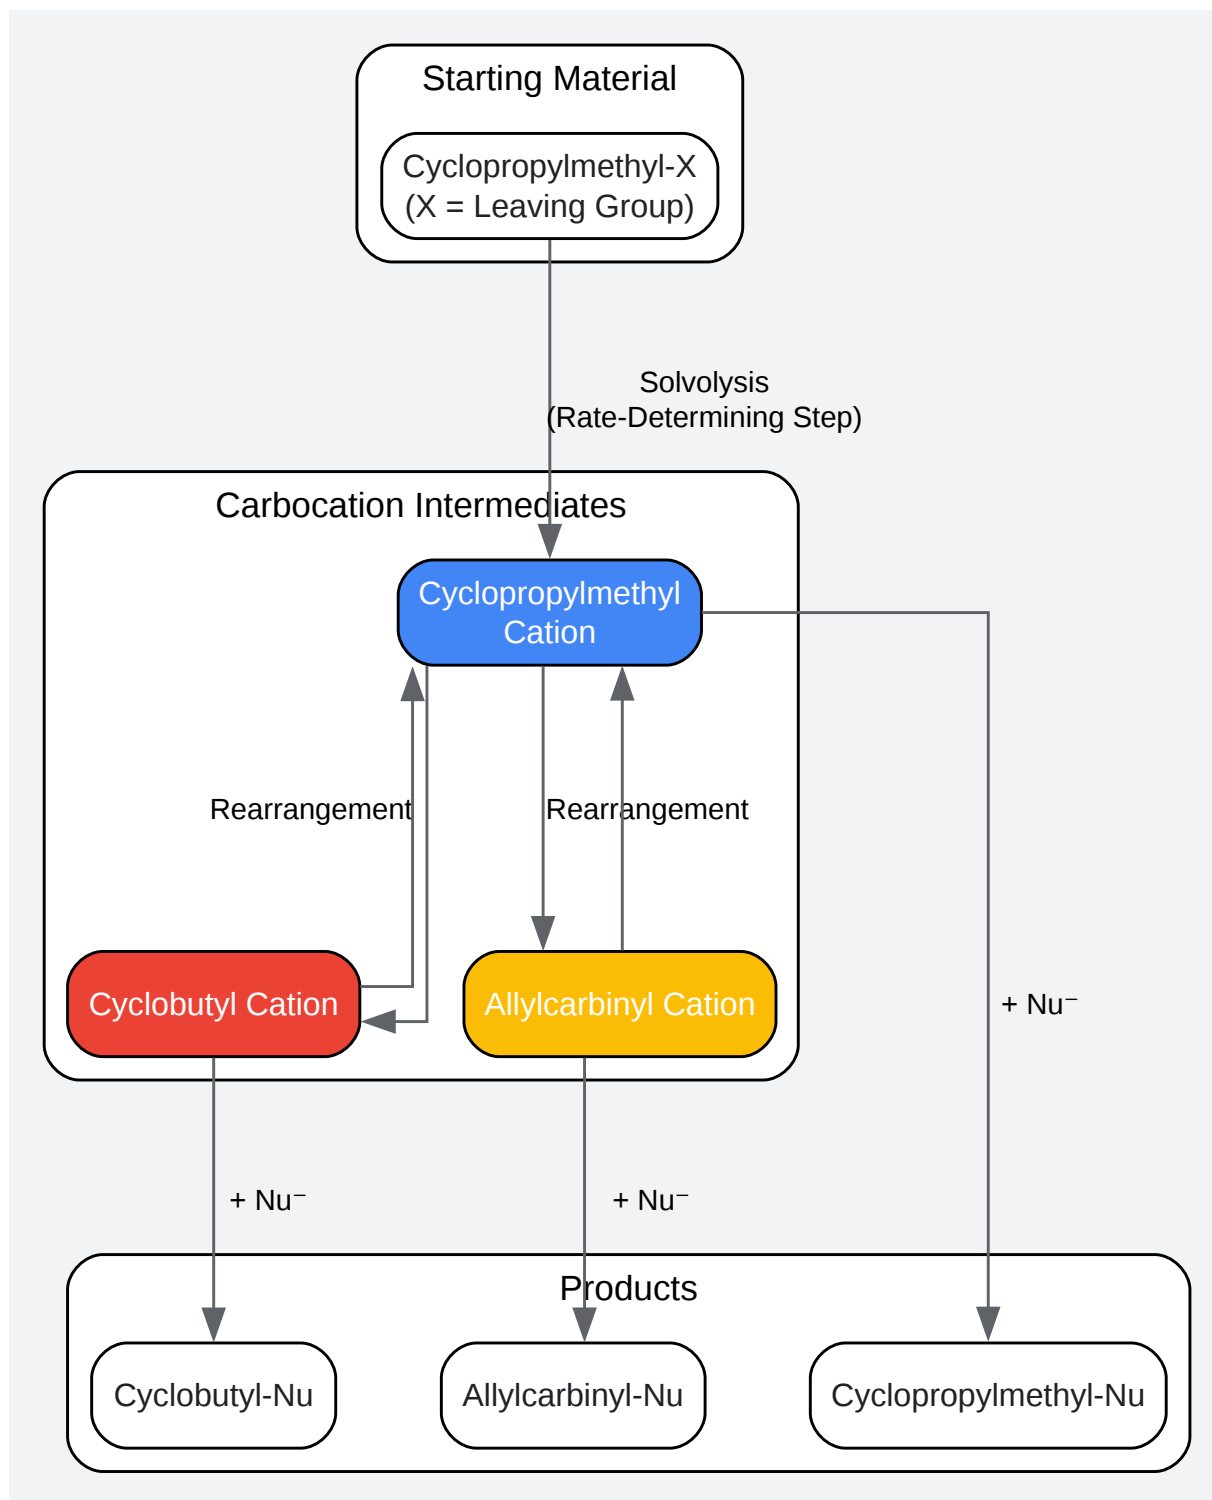 Starting Material
Cyclopropylmethyl-X
(X = Leaving Group)
Solvolysis
(Rate-Determining Step)
Carbocation Intermediates
Cyclopropylmethyl
Cation
Rearrangement
Rearrangement
Cyclobutyl Cation
Allylcarbinyl Cation
+ Nu⁻
+ Nu⁻
+ Nu⁻
Products
Cyclobutyl-Nu
Allylcarbinyl-Nu
Cyclopropylmethyl-Nu